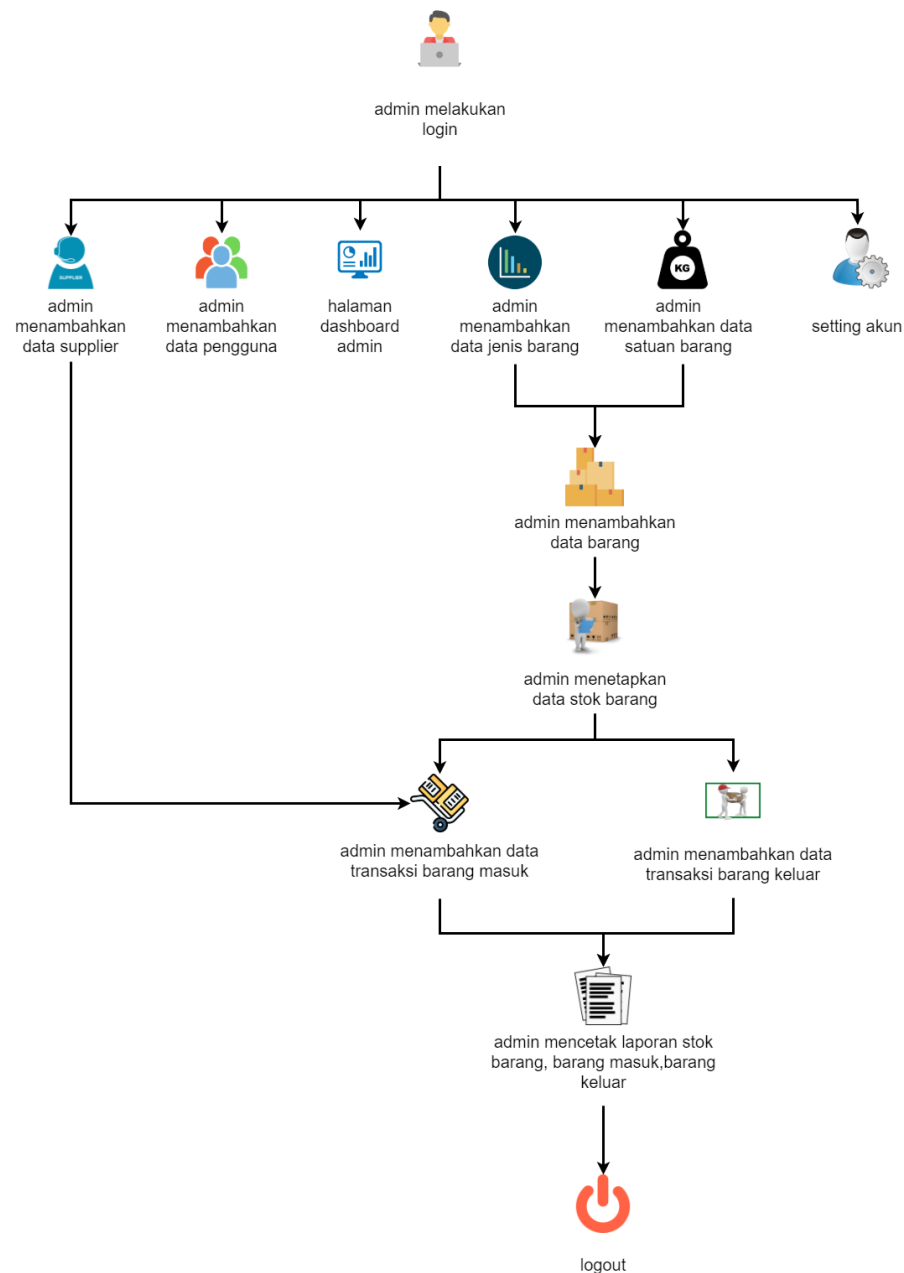 admin melakukan
login
SUPPLIER
admin
menambahkan
data supplier
admin
menambahkan
data pengguna
halaman
dashboard
admin
admin
menambahkan
data jenis barang
KG
admin
menambahkan data
satuan barang
setting akun
admin menambahkan
data barang
admin menetapkan
data stok barang
admin menambahkan data
transaksi barang masuk
admin menambahkan data
transaksi barang keluar
admin mencetak laporan stok
barang, barang masuk,barang
keluar
logout